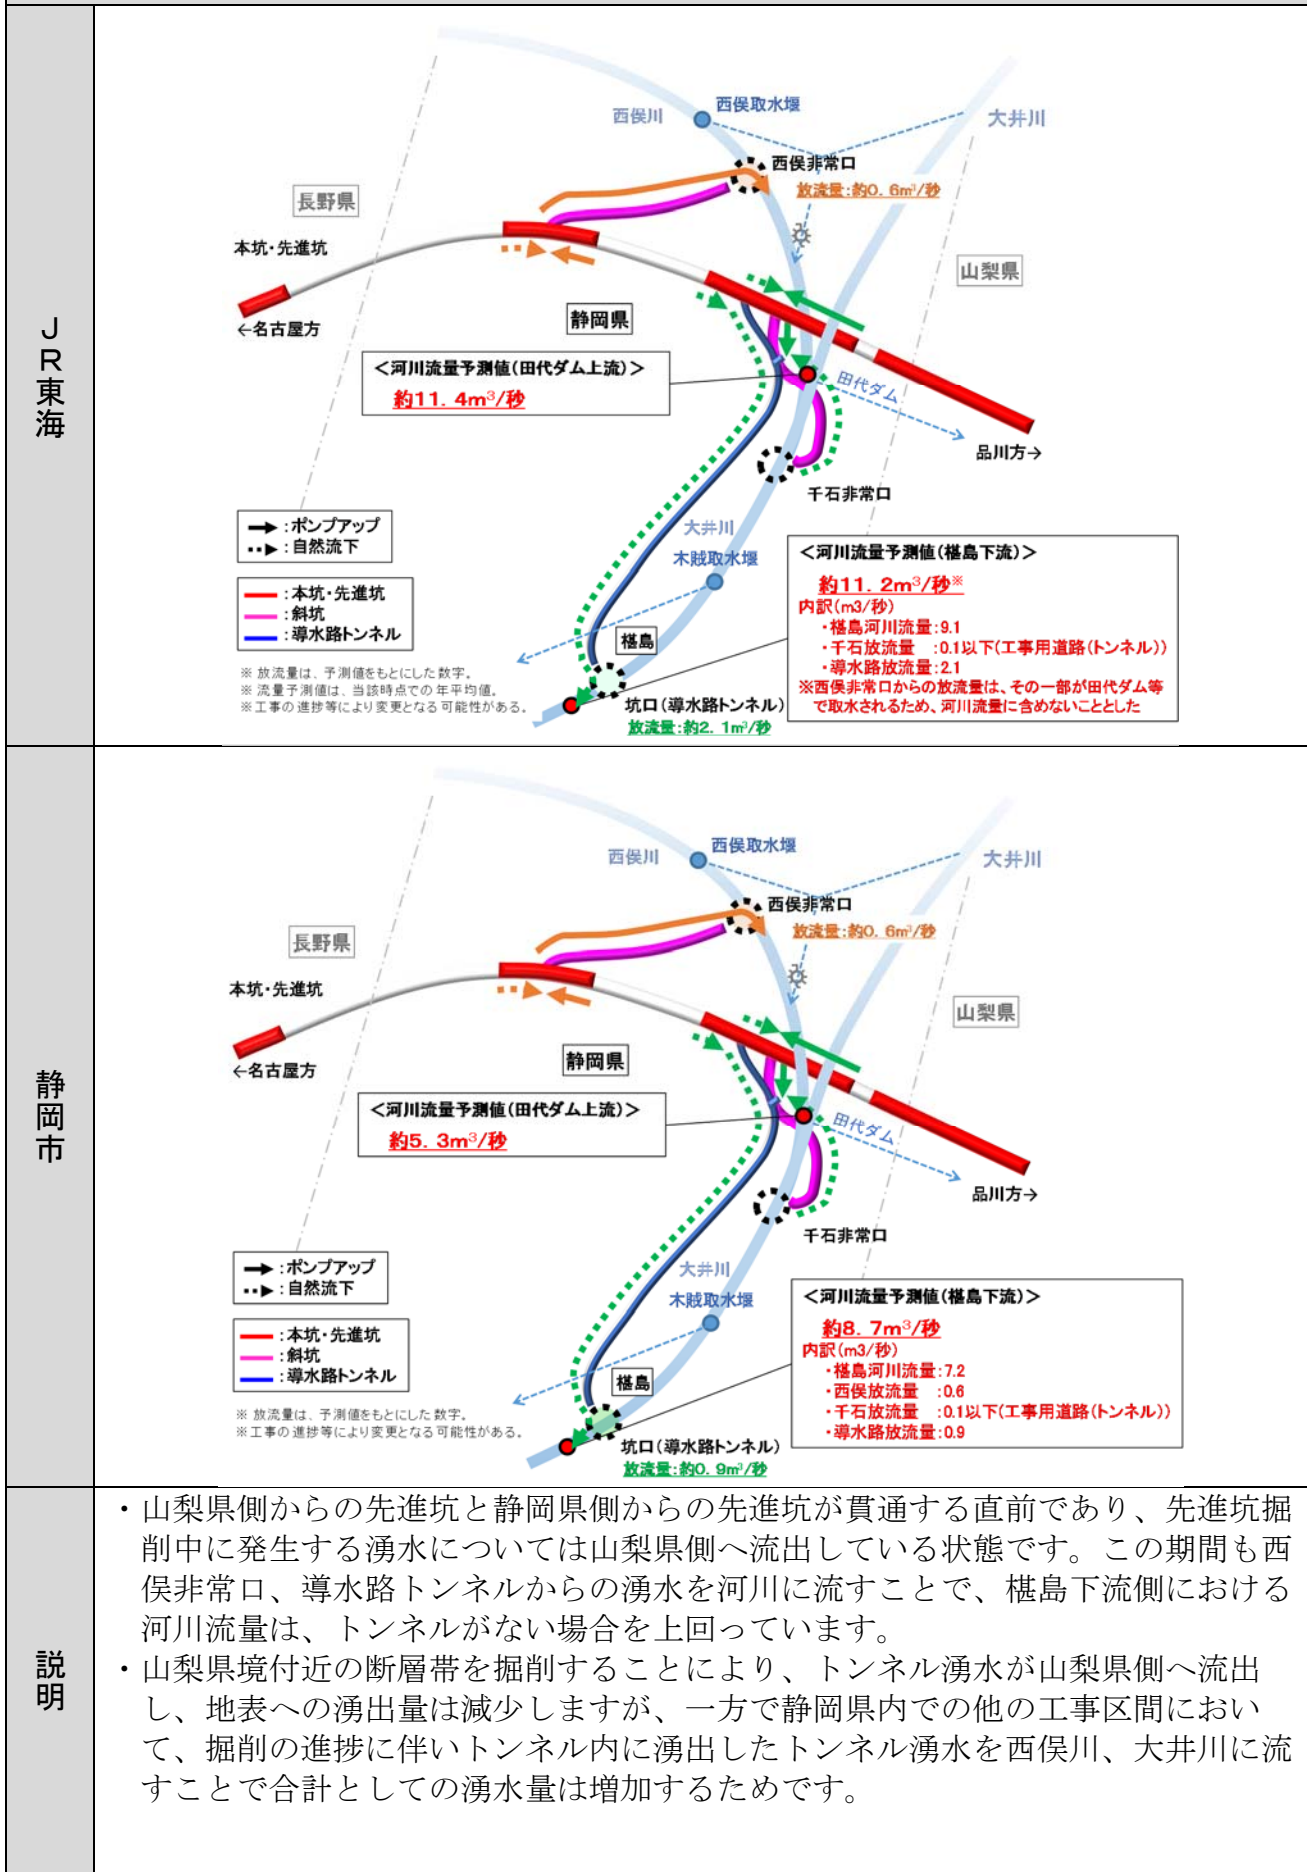 JR東海
西俣川
西俣取水堰
大井川
西俣非常口
放流量:約0.6m³/秒
長野県
本坑・先進坑
山梨県
←名古屋方
静岡県
<河川流量予測値(田代ダム上流)>
約11.4m³/秒
田代ダム
品川方→
千石非常口
➡:ポンプアップ
••▶:自然流下
大井川
木賊取水堰
<河川流量予測値(椹島下流)>
約11.2m³/秒※
内訳(m3/秒)
・椹島河川流量:9.1
・千石放流量 :0.1以下(工事用道路(トンネル))
・導水路放流量:2.1
※西俣非常口からの放流量は、その一部が田代ダム等
で取水されるため、河川流量に含めないこととした
:本坑・先進坑
:斜坑
:導水路トンネル
椹島
※ 放流量は、予測値をもとにした数字。
※ 流量予測値は、当該時点での年平均値。
※工事の進捗等により変更となる可能性がある。
坑口(導水路トンネル)
放流量:約2.1m³/秒
静岡市
西俣川
西俣取水堰
大井川
西俣非常口
放流量:約0.6m³/秒
長野県
本坑・先進坑
山梨県
←名古屋方
静岡県
<河川流量予測値(田代ダム上流)>
約5.3m³/秒
田代ダム
品川方→
千石非常口
➡:ポンプアップ
••▶:自然流下
大井川
木賊取水堰
<河川流量予測値(椹島下流)>
約8.7m³/秒
内訳(m3/秒)
・椹島河川流量:7.2
・西俣放流量 :0.6
・千石放流量 :0.1以下(工事用道路(トンネル))
・導水路放流量:0.9
:本坑・先進坑
:斜坑
:導水路トンネル
椹島
※ 放流量は、予測値をもとにした数字。
※工事の進捗等により変更となる可能性がある。
坑口(導水路トンネル)
放流量:約0.9m³/秒
説明
・山梨県側からの先進坑と静岡県側からの先進坑が貫通する直前であり、先進坑掘
削中に発生する湧水については山梨県側へ流出している状態です。この期間も西
俣非常口、導水路トンネルからの湧水を河川に流すことで、椹島下流側における
河川流量は、トンネルがない場合を上回っています。
・山梨県境付近の断層帯を掘削することにより、トンネル湧水が山梨県側へ流出
し、地表への湧出量は減少しますが、一方で静岡県内での他の工事区間におい
て、掘削の進捗に伴いトンネル内に湧出したトンネル湧水を西俣川、大井川に流
すことで合計としての湧水量は増加するためです。